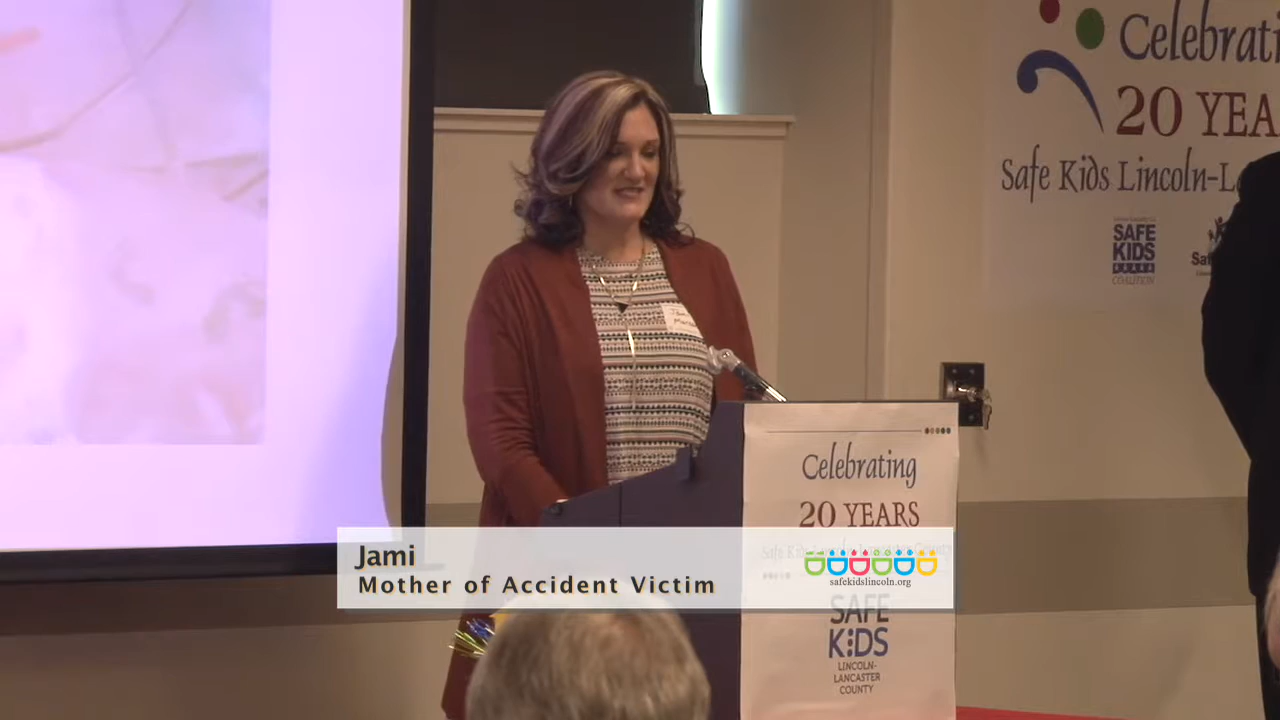 Celebrati
20 YEA
Safe Kids Lincoln-L
SAFE
KIDS
COALITION
Saf
Celebrating
20 YEARS
Jami
Mother of Accident Victim
safekidslincoln.org
SAFE
KIDS
LINCOLN-
LANCASTER
COUNTY